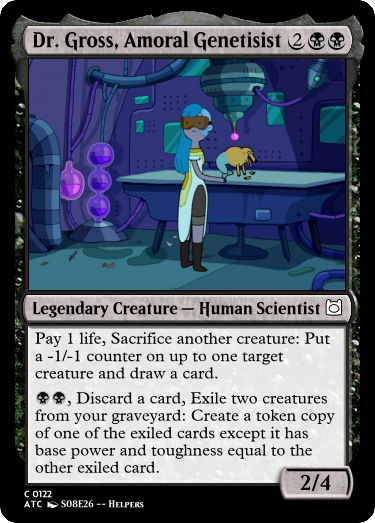 Dr. Gross, Amoral Genetisist 2
Legendary Creature — Human Scientist
Pay 1 life, Sacrifice another creature: Put
a -1/-1 counter on up to one target
creature and draw a card.
, Discard a card, Exile two creatures
from your graveyard: Create a token copy
of one of the exiled cards except it has
base power and toughness equal to the
other exiled card.
2/4
C 0122
ATC S08E26 -- Helpers